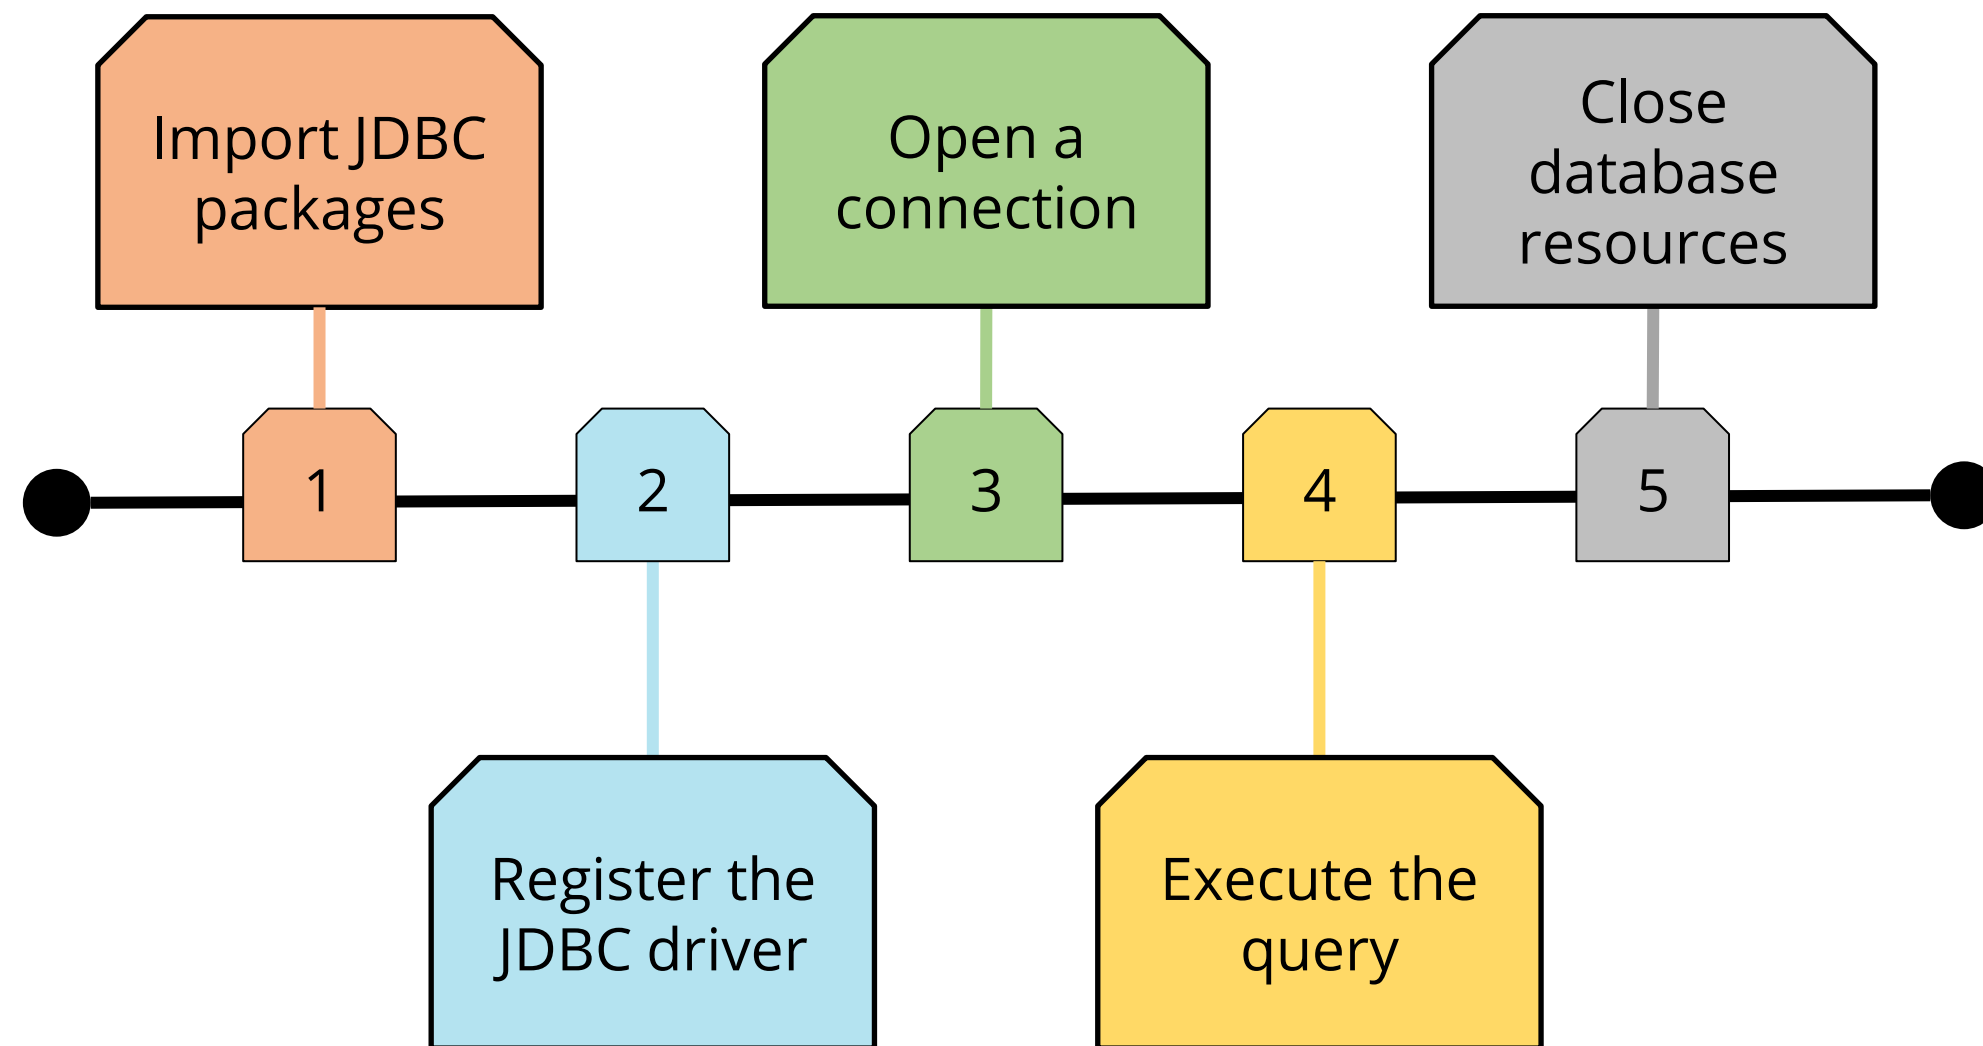 Import JDBC
packages
Open a
connection
Close
database
resources
1
2
3
4
5
Register the
JDBC driver
Execute the
query